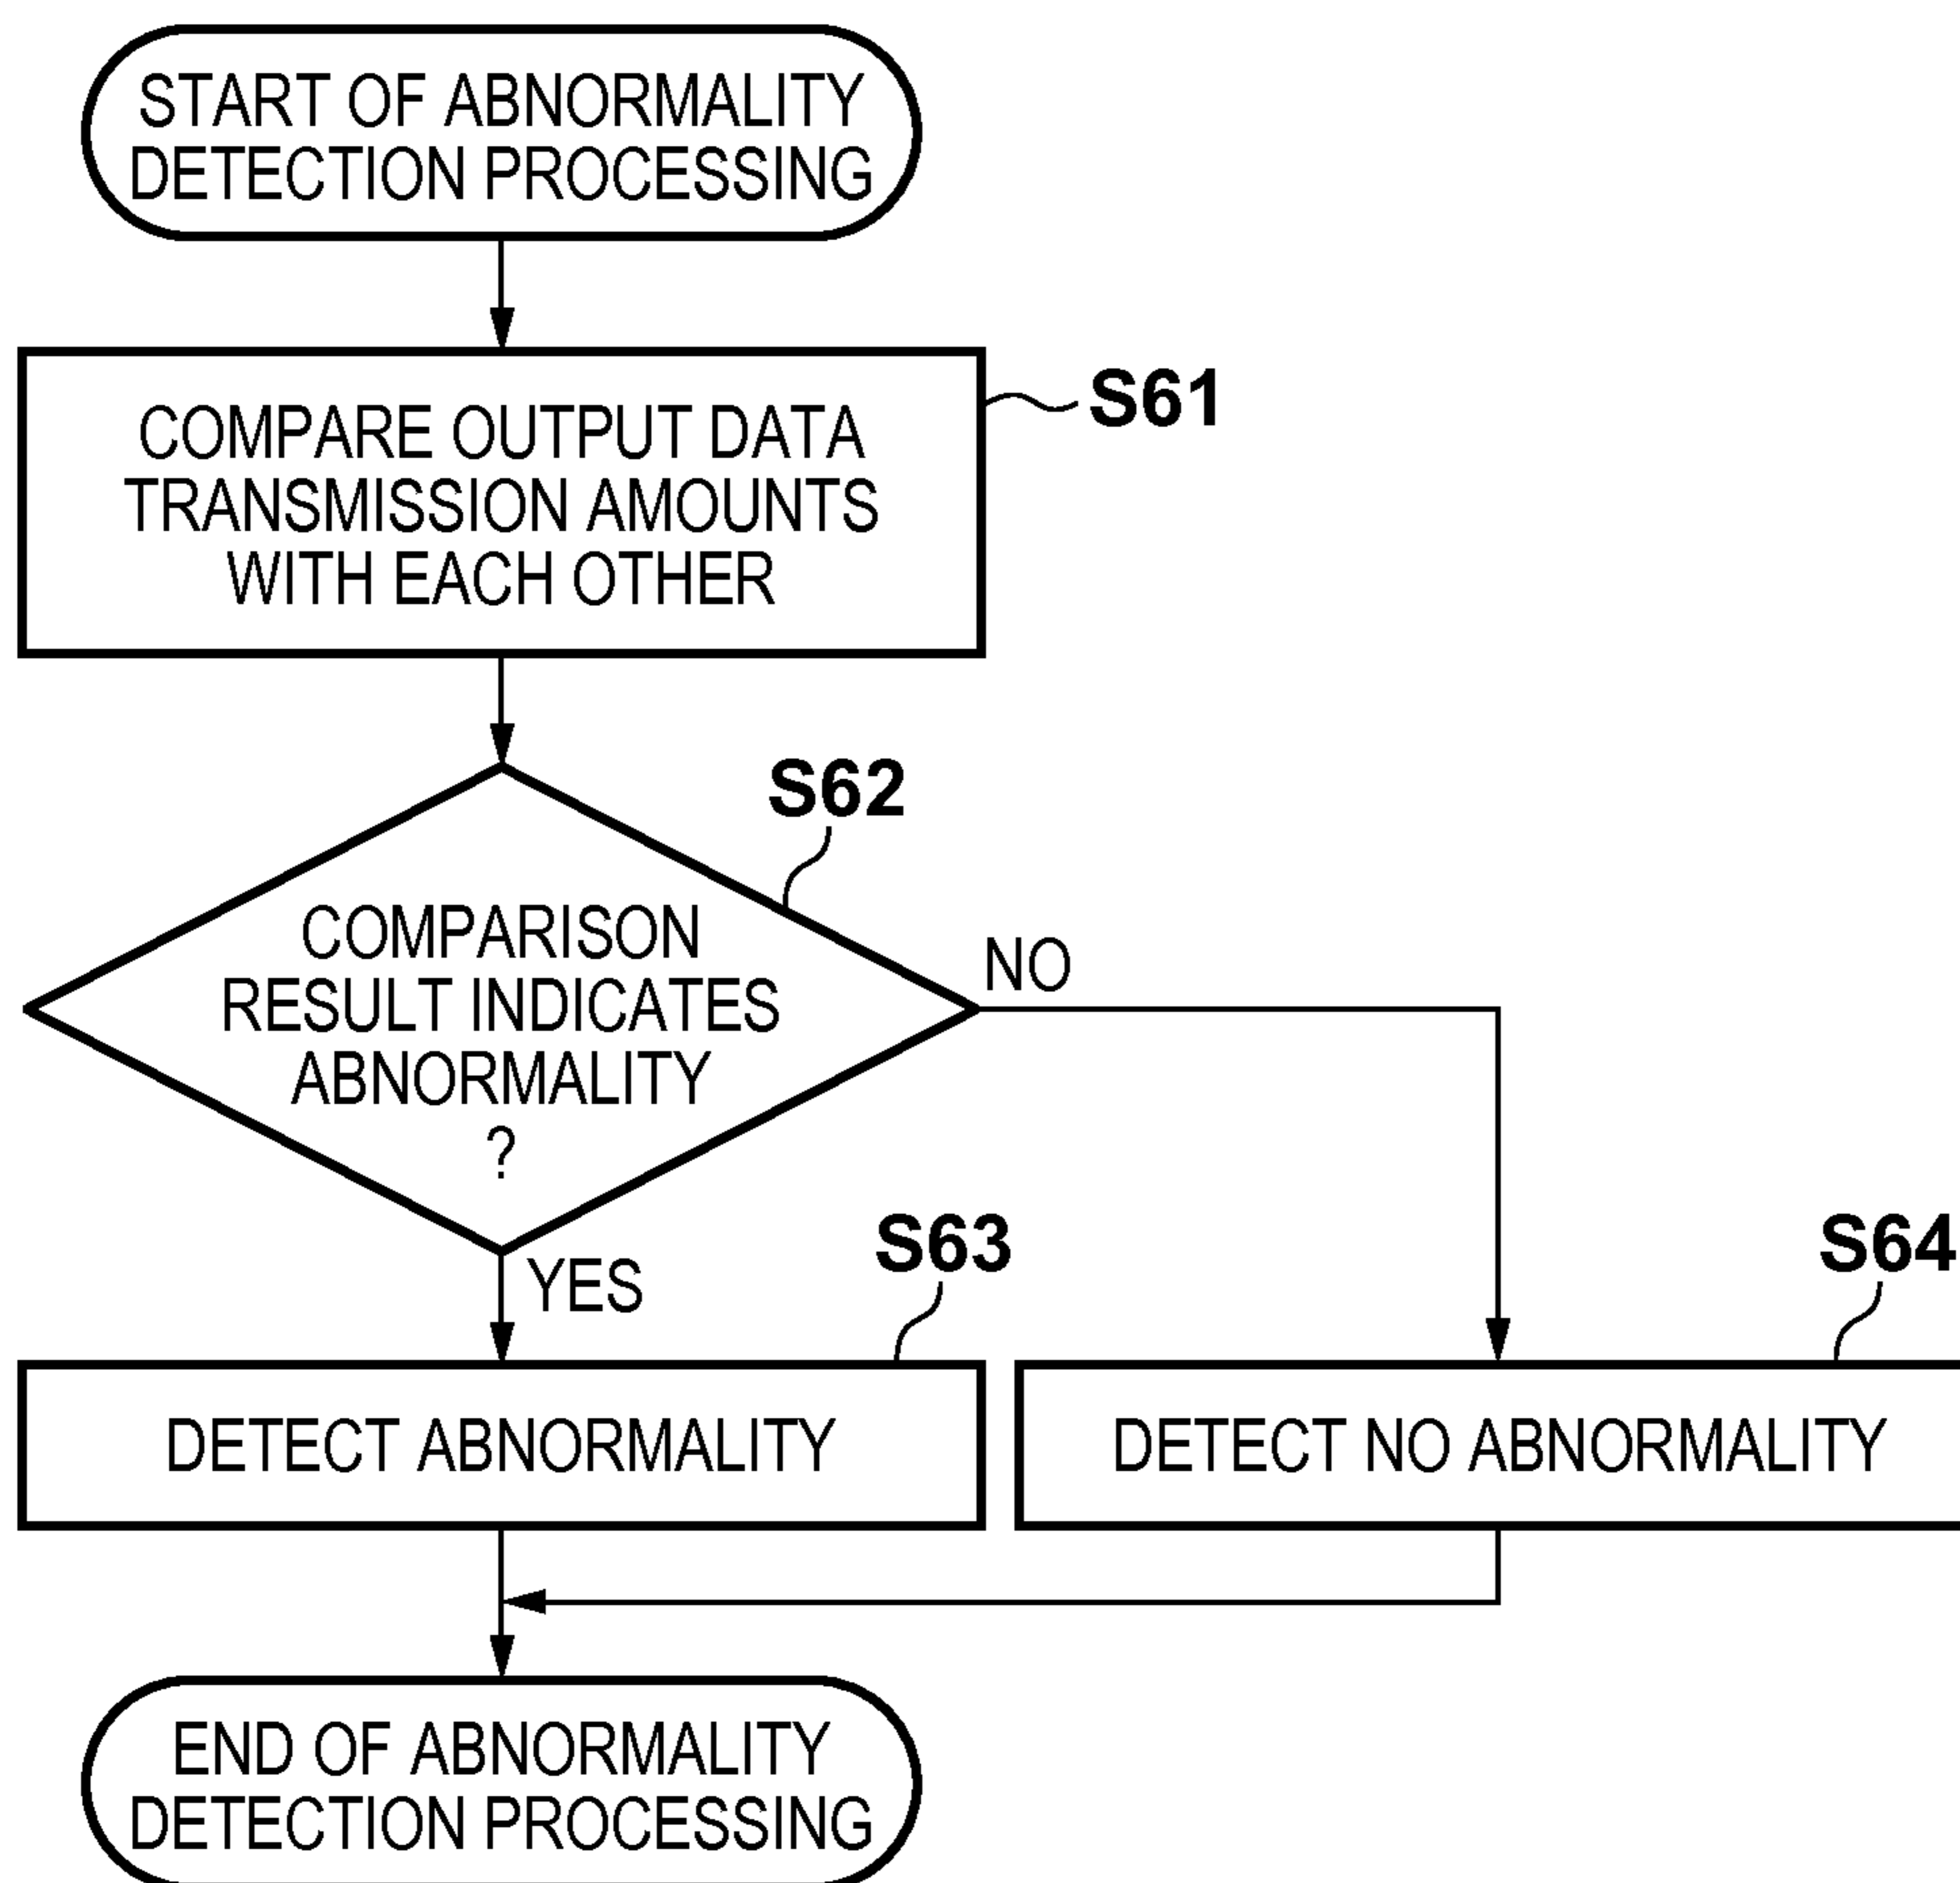 START OF ABNORMALITY
DETECTION PROCESSING
COMPARE OUTPUT DATA
TRANSMISSION AMOUNTS
WITH EACH OTHER
S61
S62
COMPARISON
RESULT INDICATES
ABNORMALITY
?
NO
YES
S63
DETECT ABNORMALITY
S64
DETECT NO ABNORMALITY
END OF ABNORMALITY
DETECTION PROCESSING